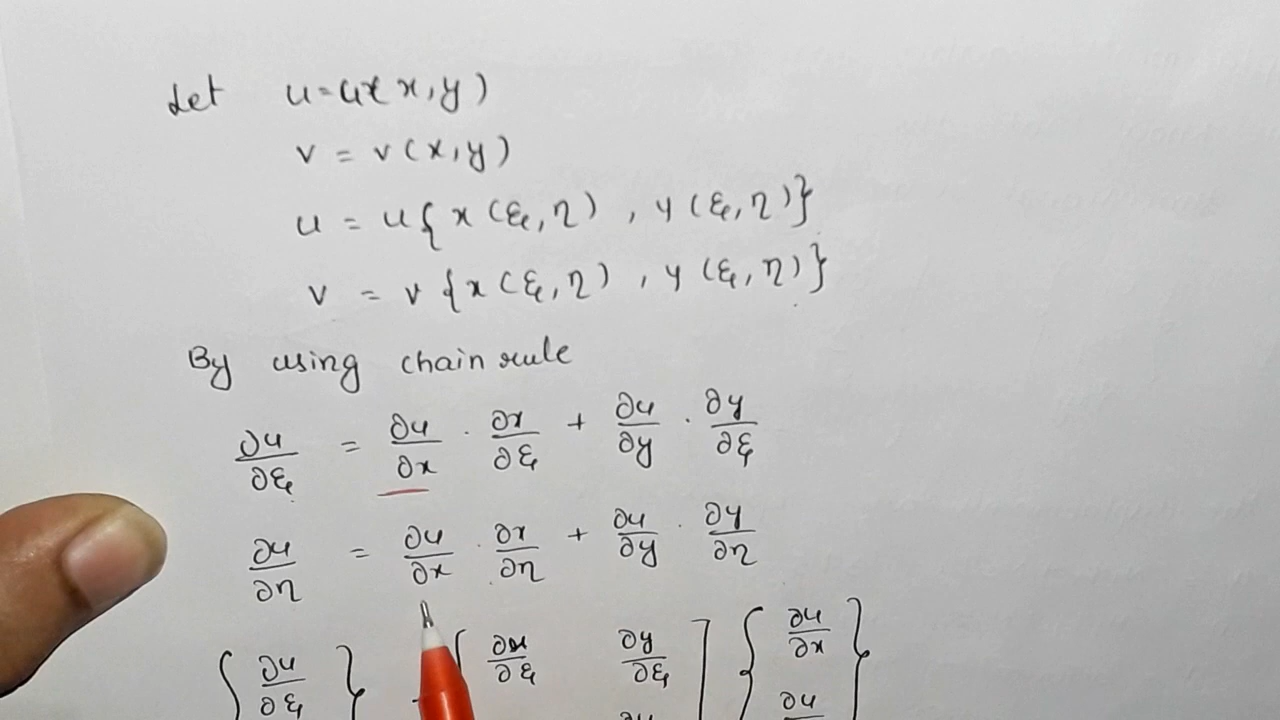 Let u = u(x,y)
v = v(x,y)
u = u{x(ξ,η), y(ξ,η)}
v = v{x(ξ,η), y(ξ,η)}
By using chain rule
∂u/∂ξ = ∂u/∂x · ∂x/∂ξ + ∂u/∂y · ∂y/∂ξ
∂u/∂η = ∂u/∂x · ∂x/∂η + ∂u/∂y · ∂y/∂η
{∂u/∂ξ} [∂x/∂ξ ∂y/∂ξ] {∂u/∂x
∂u